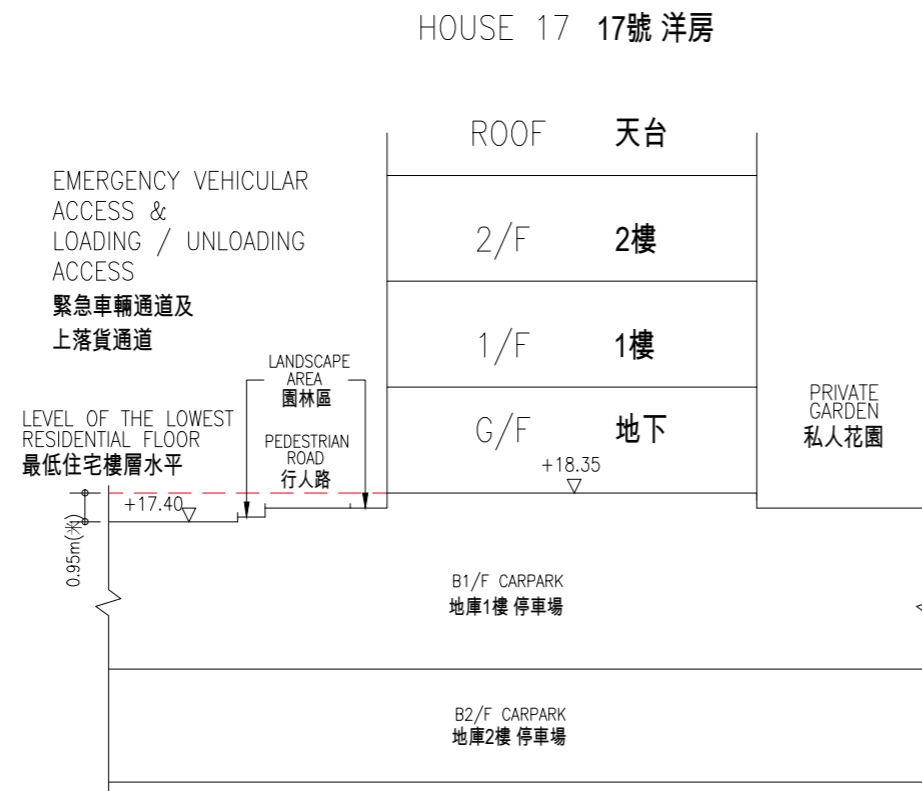 HOUSE 17 17號 洋房
ROOF 天台
EMERGENCY VEHICULAR
ACCESS &
LOADING / UNLOADING
ACCESS
緊急車輛通道及
上落貨通道
2/F 2樓
1/F 1樓
LANDSCAPE
AREA
園林區
PRIVATE
GARDEN
私人花園
LEVEL OF THE LOWEST
RESIDENTIAL FLOOR
最低住宅樓層水平
PEDESTRIAN
ROAD
行人路
G/F 地下
+18.35
+17.40
0.95m(米)
B1/F CARPARK
地庫1樓 停車場
B2/F CARPARK
地庫2樓 停車場